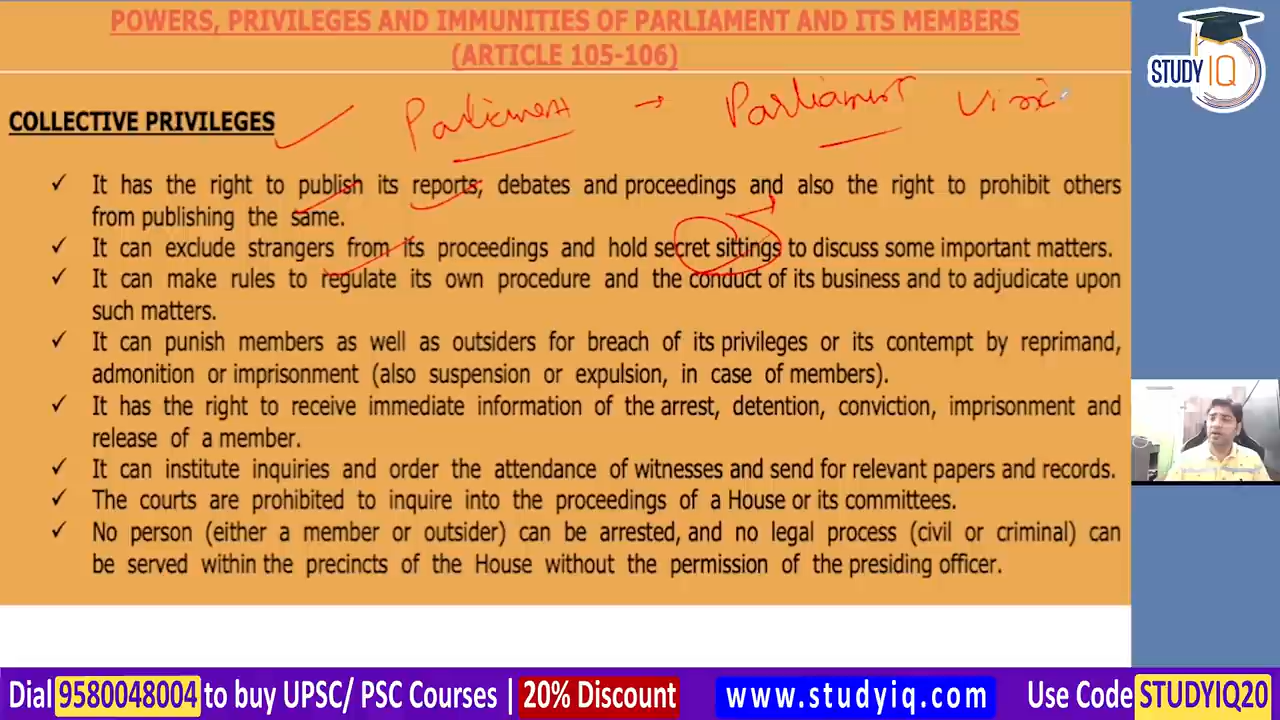 POWERS, PRIVILEGES AND IMMUNITIES OF PARLIAMENT AND ITS MEMBERS
(ARTICLE 105-106)
STUDY IQ
COLLECTIVE PRIVILEGES
Parliament → Parliament
✓ It has the right to publish its reports, debates and proceedings and also the right to prohibit others
from publishing the same.
✓ It can exclude strangers from its proceedings and hold secret sittings to discuss some important matters.
✓ It can make rules to regulate its own procedure and the conduct of its business and to adjudicate upon
such matters.
✓ It can punish members as well as outsiders for breach of its privileges or its contempt by reprimand,
admonition or imprisonment (also suspension or expulsion, in case of members).
✓ It has the right to receive immediate information of the arrest, detention, conviction, imprisonment and
release of a member.
✓ It can institute inquiries and order the attendance of witnesses and send for relevant papers and records.
✓ The courts are prohibited to inquire into the proceedings of a House or its committees.
✓ No person (either a member or outsider) can be arrested, and no legal process (civil or criminal) can
be served within the precincts of the House without the permission of the presiding officer.
Dial 9580048004 to buy UPSC/ PSC Courses | 20% Discount www.studyiq.com Use Code STUDYIQ20